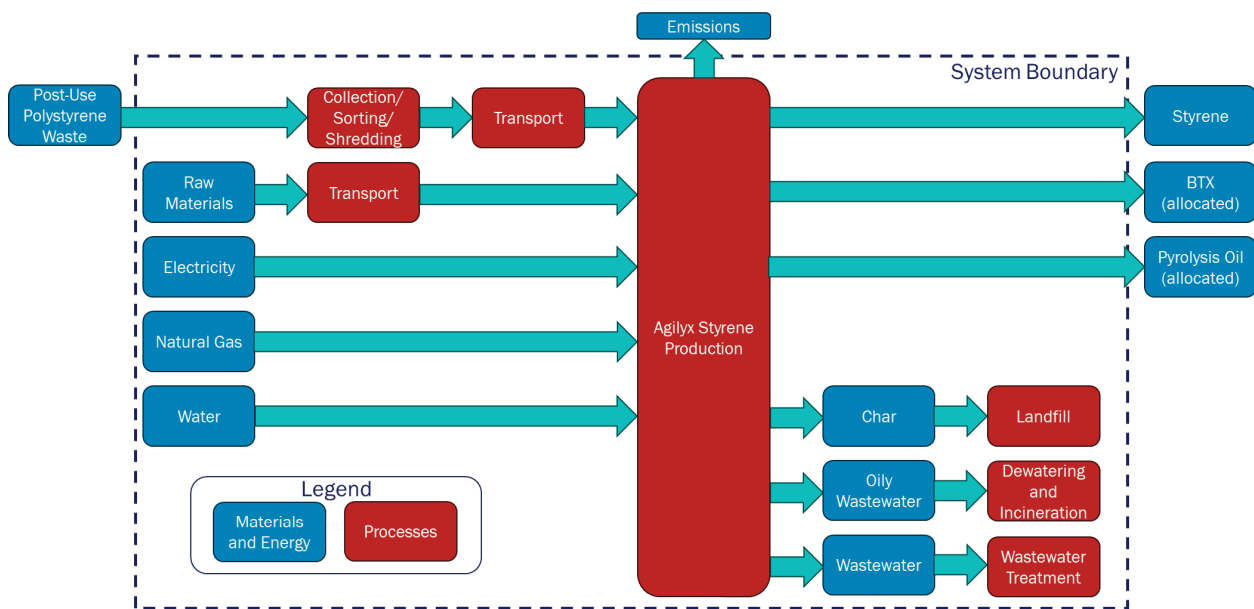 Emissions
System Boundary
Post-Use
Polystyrene
Waste
Collection/
Sorting/
Shredding
Transport
Styrene
Raw
Materials
Transport
BTX
(allocated)
Electricity
Pyrolysis Oil
(allocated)
Natural Gas
Agilyx Styrene
Production
Water
Char
Landfill
Oily
Wastewater
Dewatering
and
Incineration
Wastewater
Wastewater
Treatment
Legend
Materials
and Energy
Processes